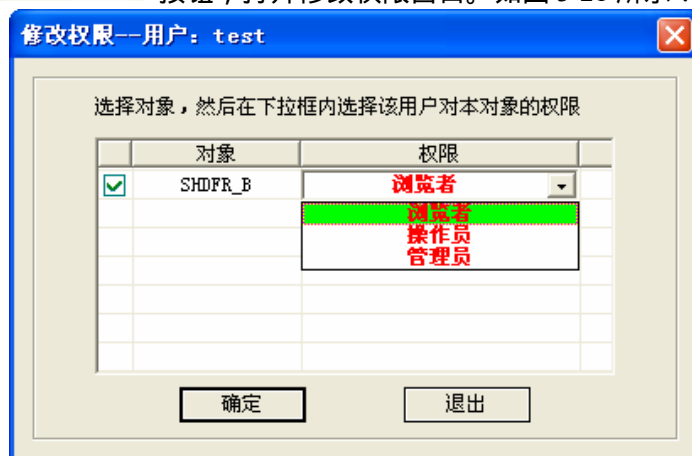 修改权限--用户：test
选择对象，然后在下拉框内选择该用户对本对象的权限
对象 权限
SHDFR_B 浏览者
浏览者
操作员
管理员
确定 退出